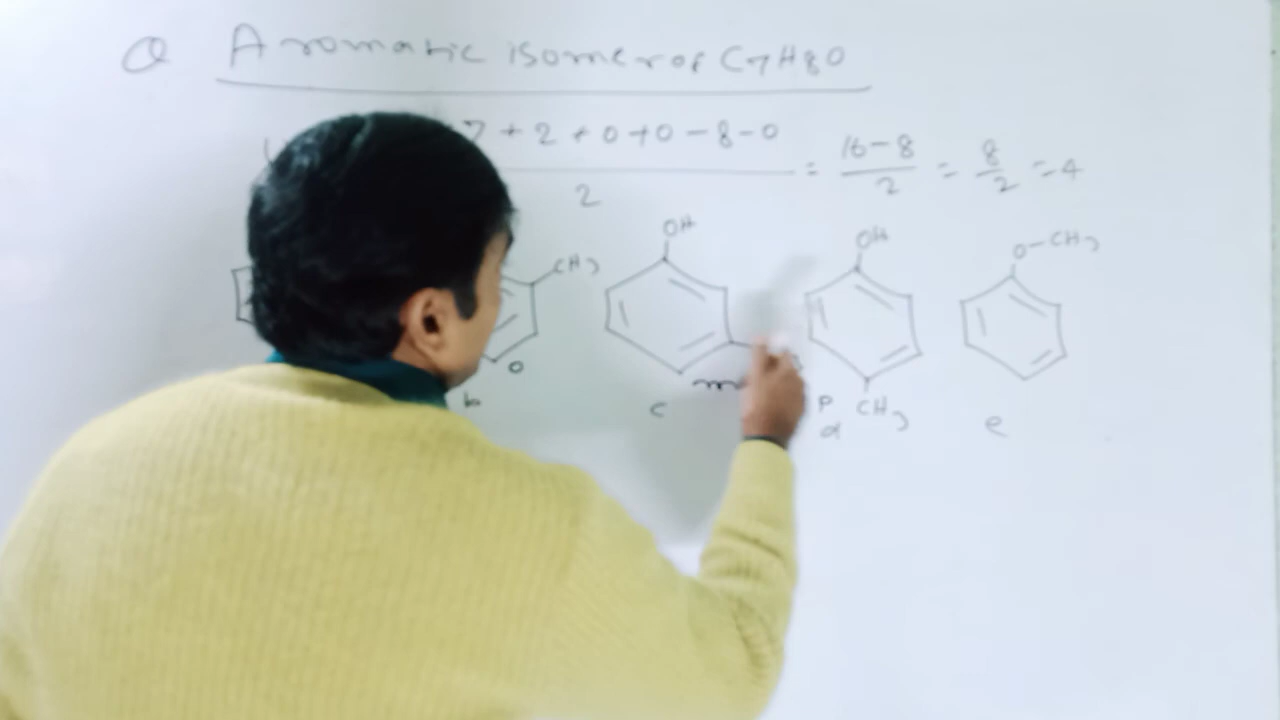 Q Aromatic isomer of C7H8O
7 + 2 + 0 + 0 - 8 - 0 = 16 - 8 = 8 = 4
2 2 2
OH OH O-CH3
CH3
o m
b c p CH3 e
d